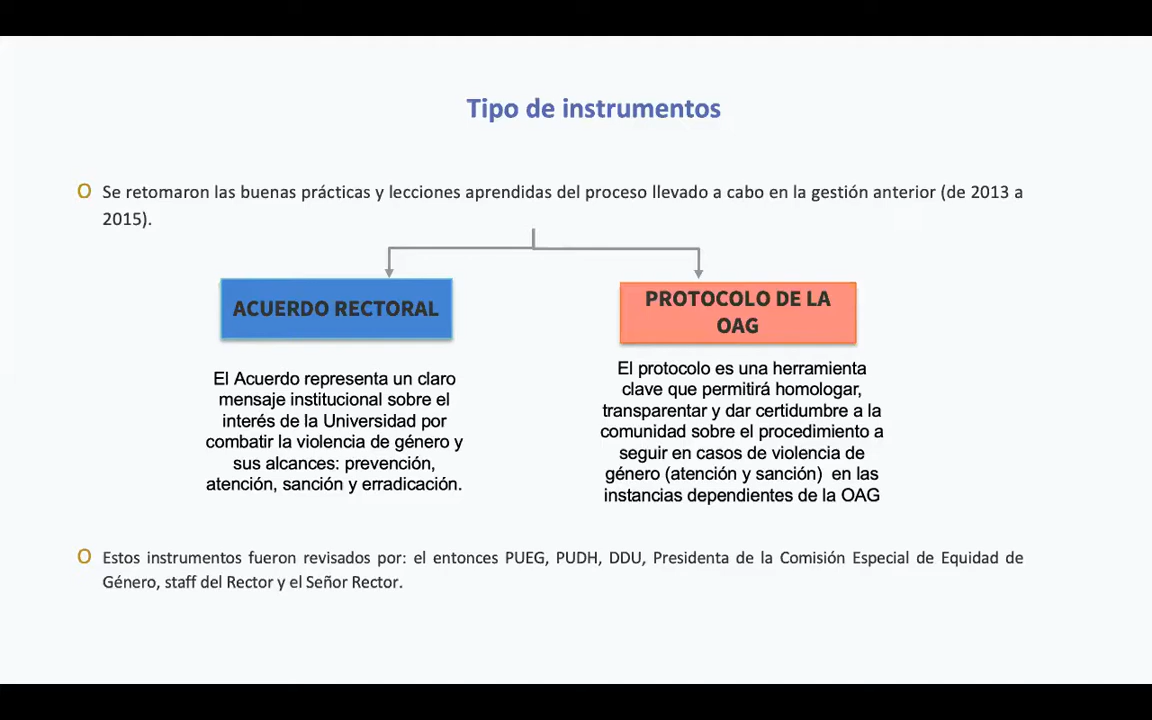 Tipo de instrumentos
O Se retomaron las buenas prácticas y lecciones aprendidas del proceso llevado a cabo en la gestión anterior (de 2013 a
2015).
ACUERDO RECTORAL
El Acuerdo representa un claro
mensaje institucional sobre el
interés de la Universidad por
combatir la violencia de género y
sus alcances: prevención,
atención, sanción y erradicación.
PROTOCOLO DE LA
OAG
El protocolo es una herramienta
clave que permitirá homologar,
transparentar y dar certidumbre a la
comunidad sobre el procedimiento a
seguir en casos de violencia de
género (atención y sanción) en las
instancias dependientes de la OAG
O Estos instrumentos fueron revisados por: el entonces PUEG, PUDH, DDU, Presidenta de la Comisión Especial de Equidad de
Género, staff del Rector y el Señor Rector.